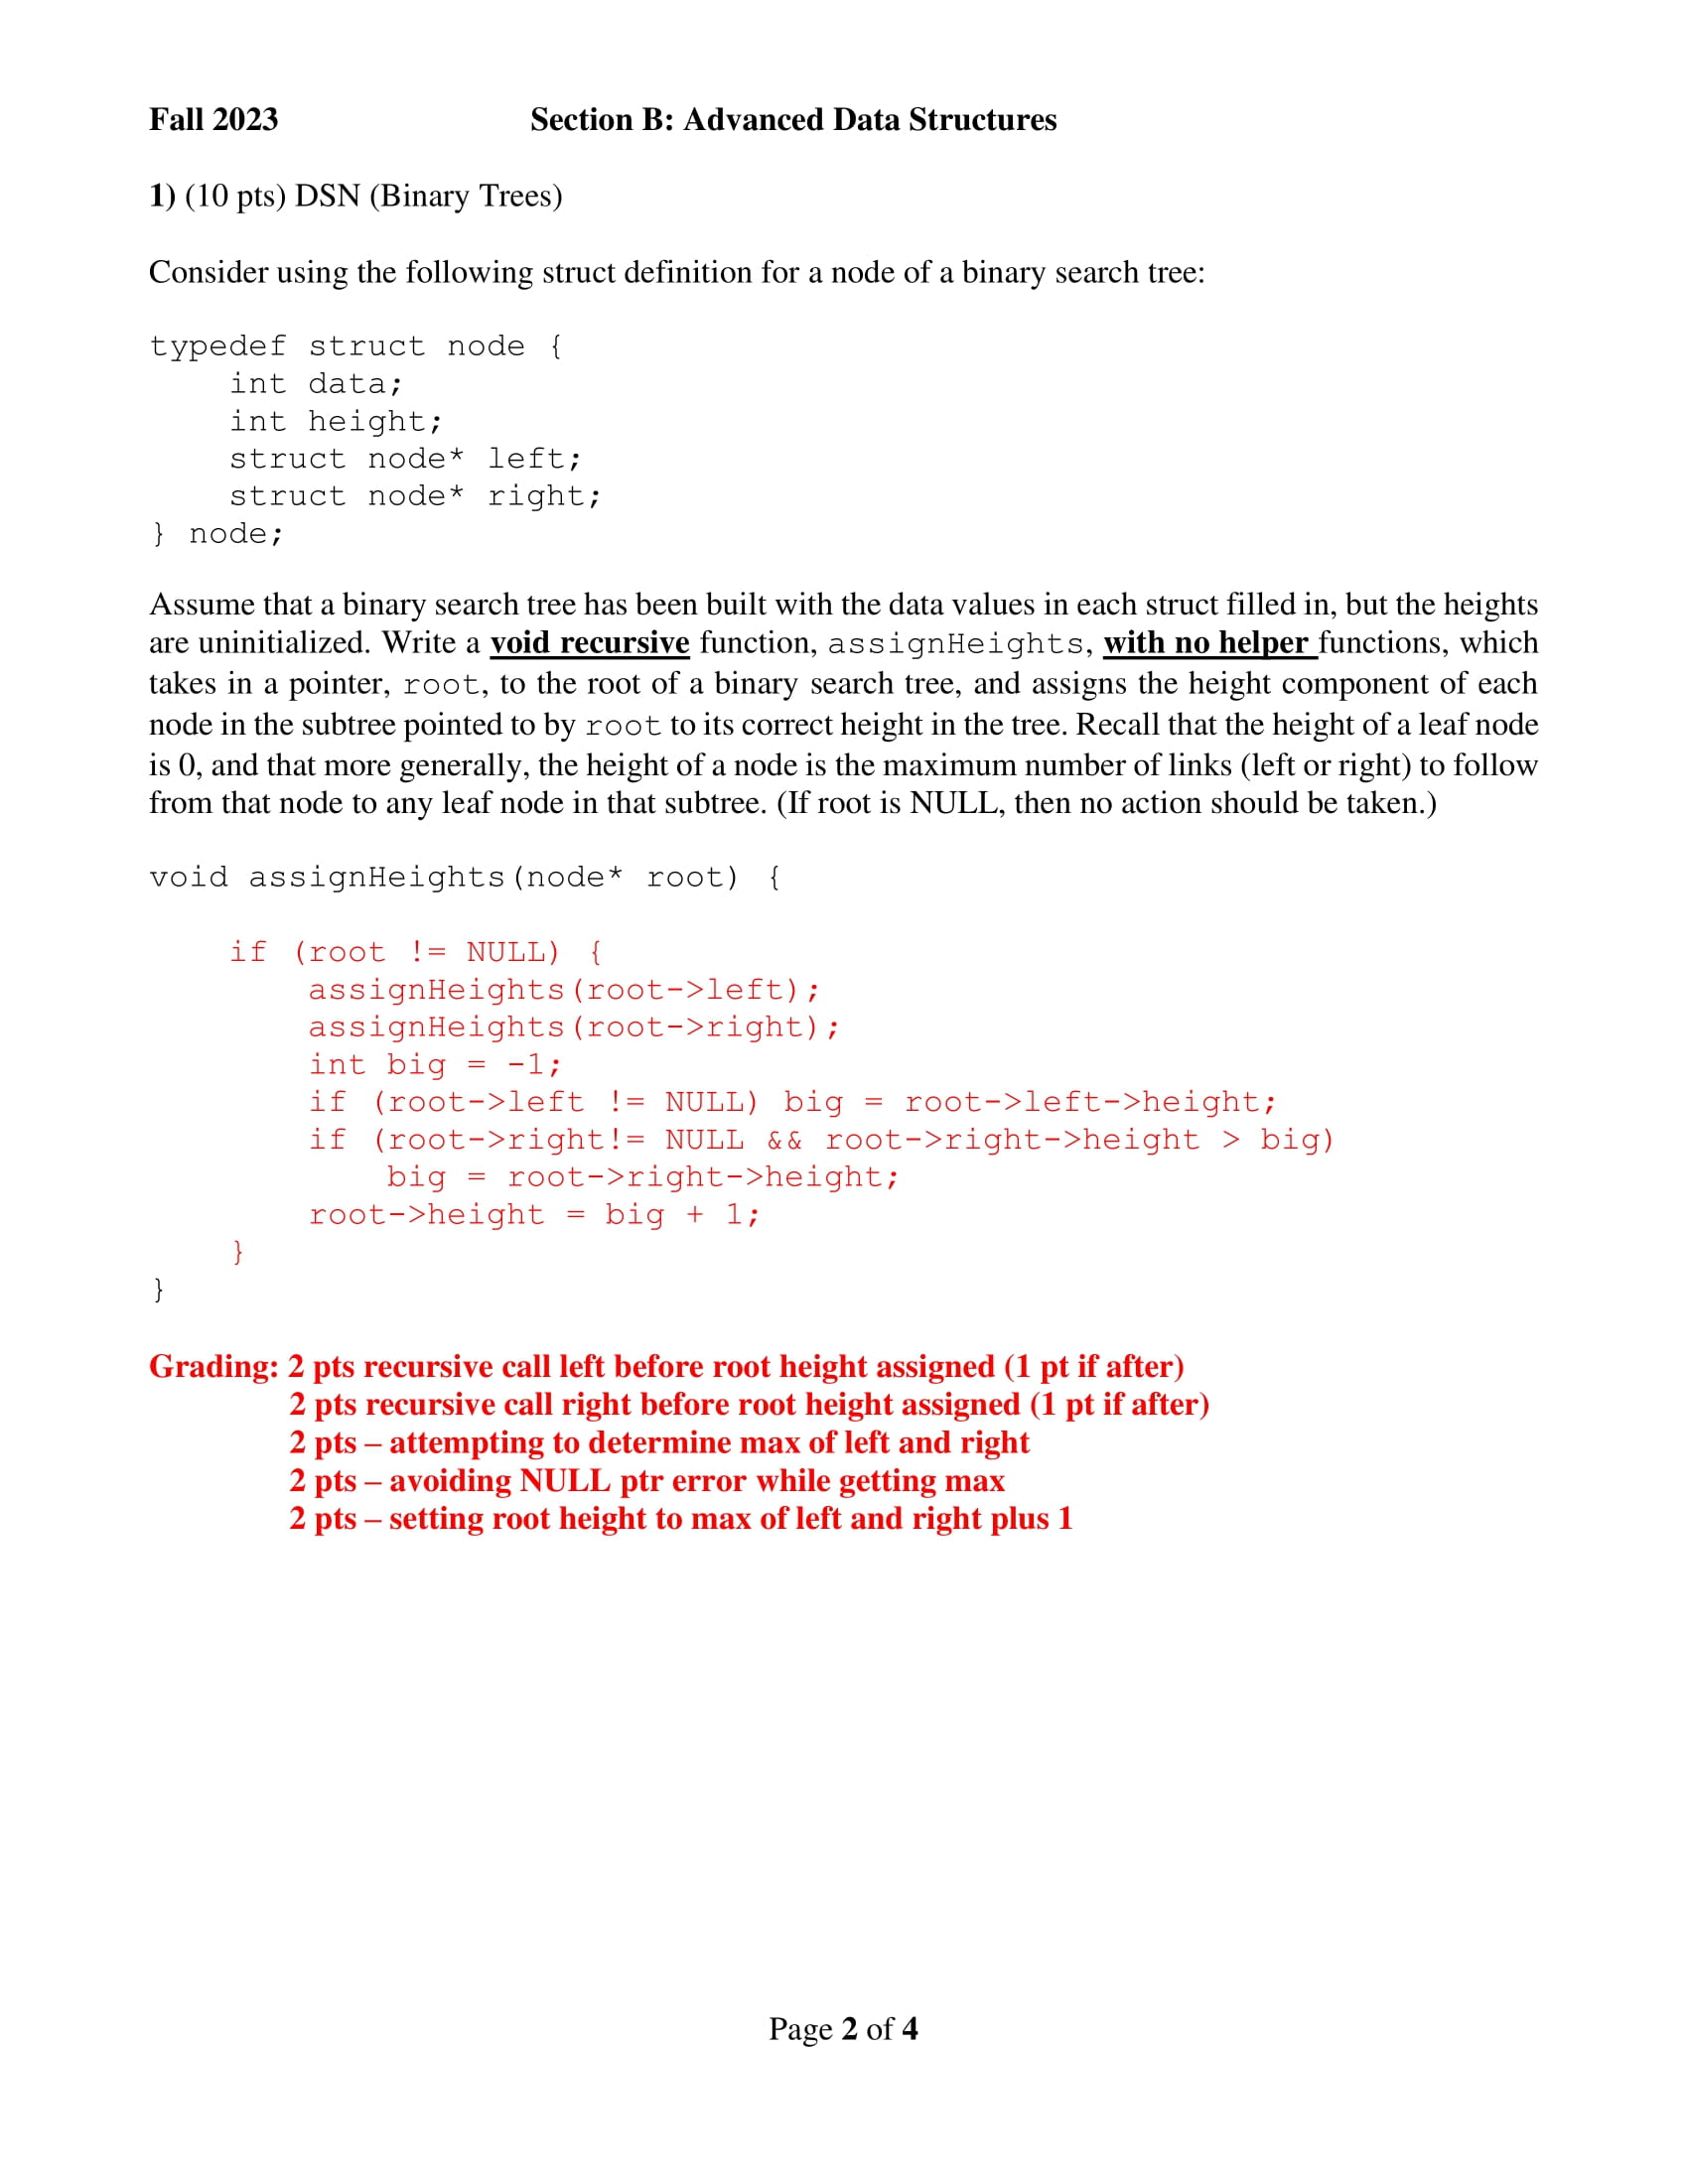 Fall 2023 Section B: Advanced Data Structures
1) (10 pts) DSN (Binary Trees)
Consider using the following struct definition for a node of a binary search tree:
typedef struct node {
    int data;
    int height;
    struct node* left;
    struct node* right;
} node;
Assume that a binary search tree has been built with the data values in each struct filled in, but the heights
are uninitialized. Write a void recursive function, assignHeights, with no helper functions, which
takes in a pointer, root, to the root of a binary search tree, and assigns the height component of each
node in the subtree pointed to by root to its correct height in the tree. Recall that the height of a leaf node
is 0, and that more generally, the height of a node is the maximum number of links (left or right) to follow
from that node to any leaf node in that subtree. (If root is NULL, then no action should be taken.)
void assignHeights(node* root) {
    if (root != NULL) {
        assignHeights(root->left);
        assignHeights(root->right);
        int big = -1;
        if (root->left != NULL) big = root->left->height;
        if (root->right!= NULL && root->right->height > big)
            big = root->right->height;
        root->height = big + 1;
    }
}
Grading: 2 pts recursive call left before root height assigned (1 pt if after)
2 pts recursive call right before root height assigned (1 pt if after)
2 pts – attempting to determine max of left and right
2 pts – avoiding NULL ptr error while getting max
2 pts – setting root height to max of left and right plus 1
Page 2 of 4